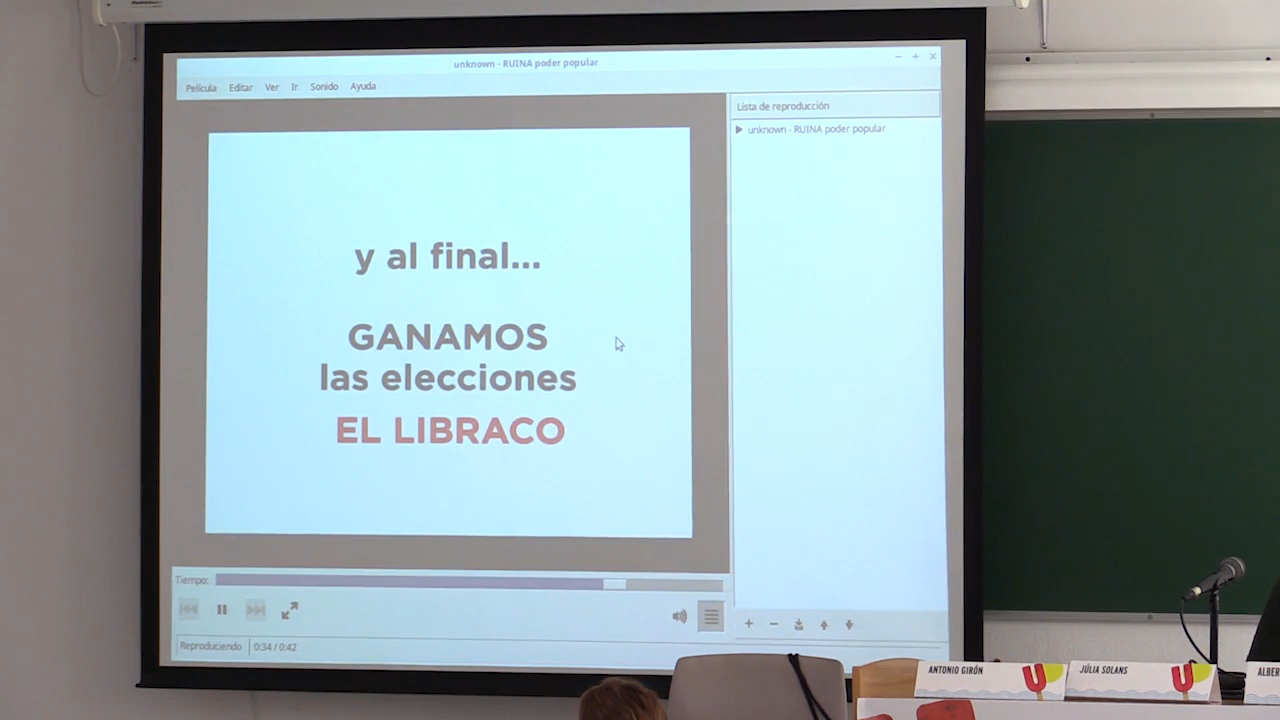 unknown - RUINA poder popular
Película Editar Ver Ir Sonido Ayuda
Lista de reproducción
unknown - RUINA poder popular
y al final...
GANAMOS
las elecciones
EL LIBRACO
Tiempo:
Reproduciendo 0:34 / 0:42
ANTONIO GIRÓN
JÚLIA SOLANS
ALBER